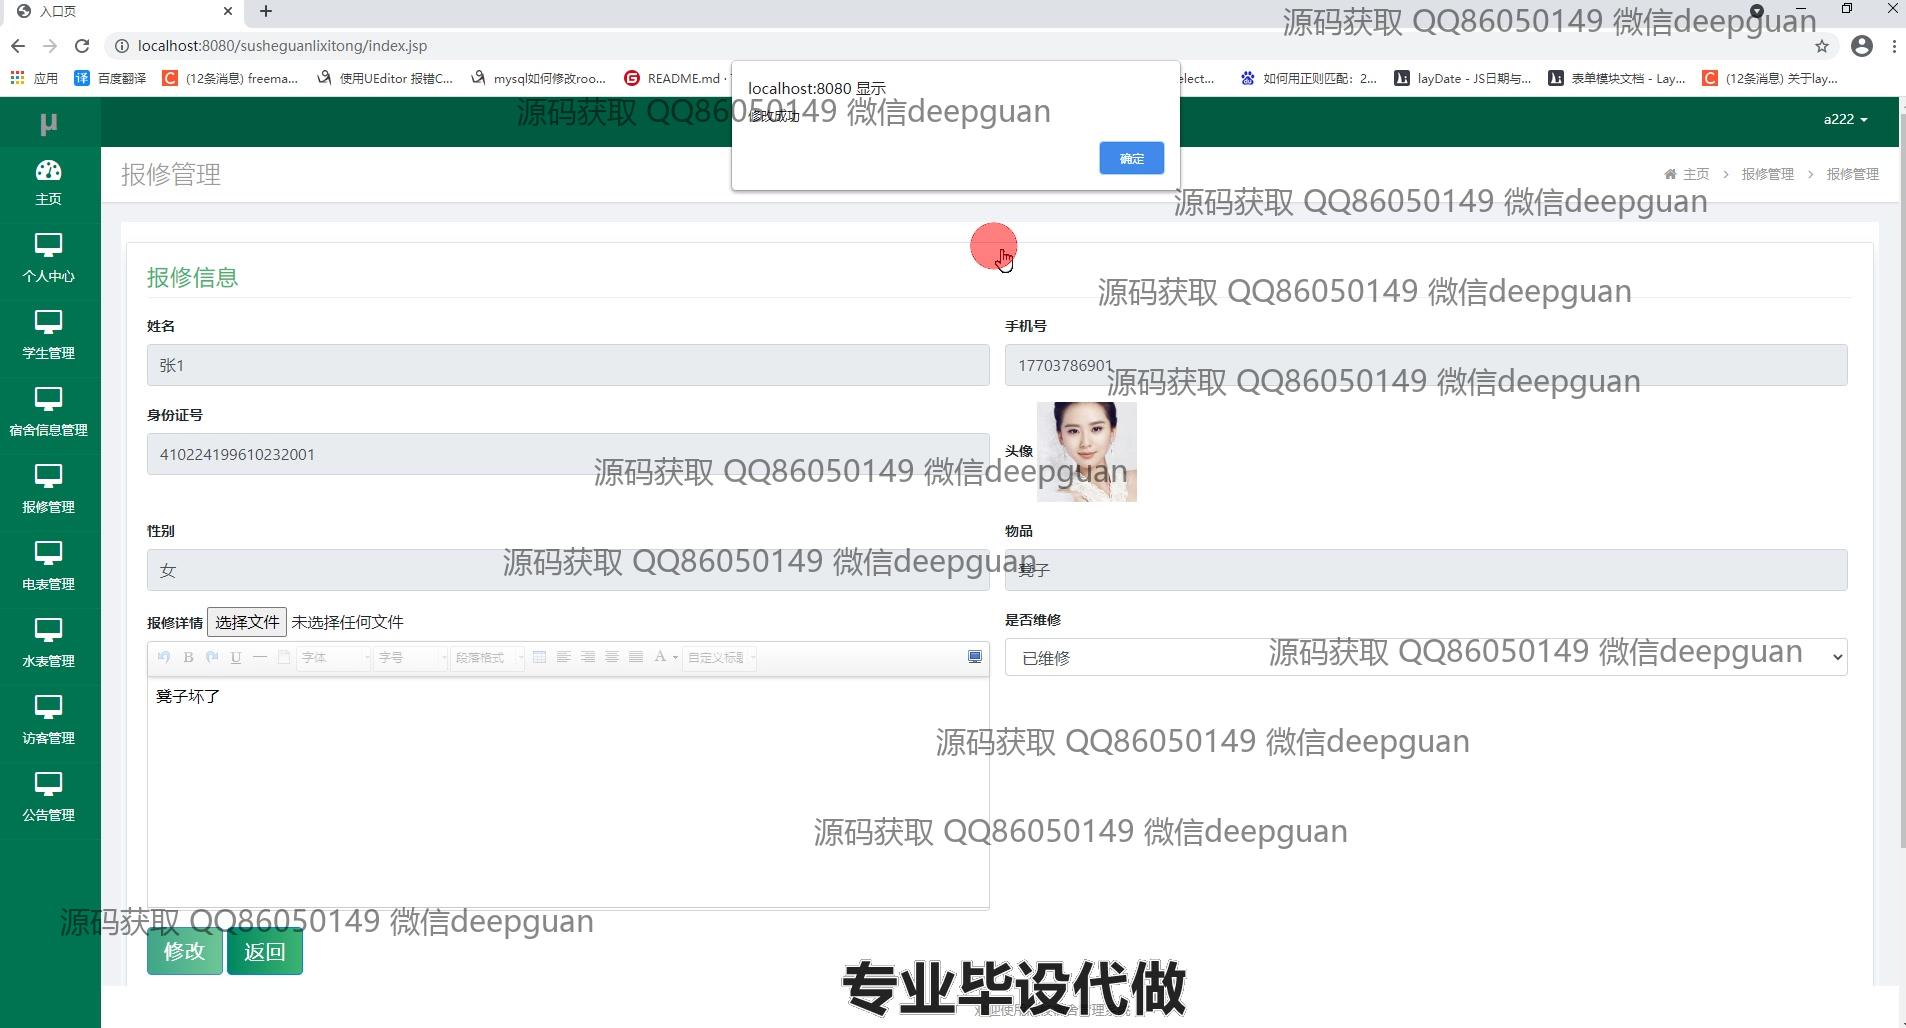 入口页
localhost:8080/susheguanlixitong/index.jsp
应用 百度翻译 (12条消息) freema... 使用UEditor 报错C... mysql如何修改roo... README.md · elect... 如何用正则匹配: 2... layDate - JS日期与... 表单模块文档 - Lay... (12条消息) 关于lay...
源码获取 QQ86050149 微信deepguan
localhost:8080 显示
修改成功
确定
源码获取 QQ86050149 微信deepguan
μ
a222
报修管理
主页 > 报修管理 > 报修管理
源码获取 QQ86050149 微信deepguan
主页
个人中心
学生管理
宿舍信息管理
报修管理
电表管理
水表管理
访客管理
公告管理
报修信息
源码获取 QQ86050149 微信deepguan
姓名
张1
手机号
17703786901
源码获取 QQ86050149 微信deepguan
身份证号
410224199610232001
头像
源码获取 QQ86050149 微信deepguan
性别
女
物品
凳子
源码获取 QQ86050149 微信deepguan
报修详情 选择文件 未选择任何文件
B U 字体 字号 段落格式 A 自定义标题
凳子坏了
是否维修
已维修
源码获取 QQ86050149 微信deepguan
源码获取 QQ86050149 微信deepguan
源码获取 QQ86050149 微信deepguan
源码获取 QQ86050149 微信deepguan
修改 返回
专业毕设代做